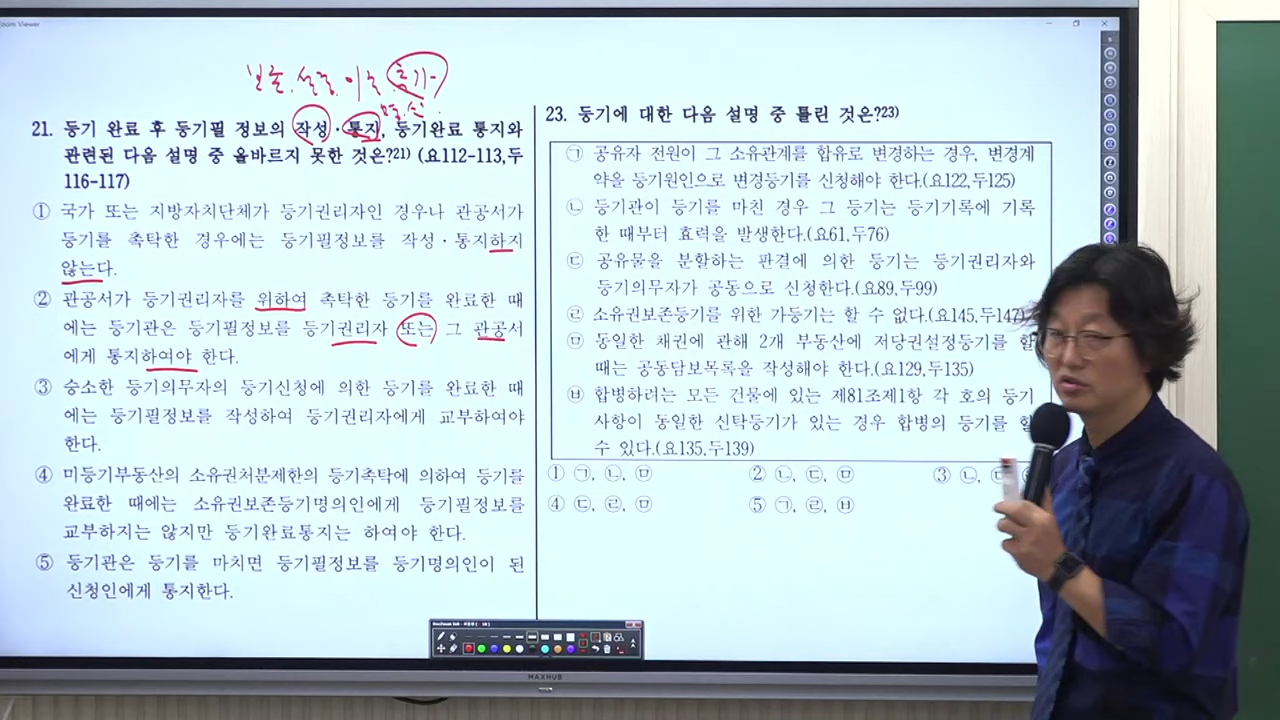 보존. 설정. 이전 추가
21. 등기 완료 후 등기필 정보의 작성·통지, 등기완료 통지와
관련된 다음 설명 중 올바르지 못한 것은?21) (요112-113,두
116-117)
① 국가 또는 지방자치단체가 등기권리자인 경우나 관공서가
등기를 촉탁한 경우에는 등기필정보를 작성·통지하지
않는다.
② 관공서가 등기권리자를 위하여 촉탁한 등기를 완료한 때
에는 등기관은 등기필정보를 등기권리자 또는 그 관공서
에게 통지하여야 한다.
③ 승소한 등기의무자의 등기신청에 의한 등기를 완료한 때
에는 등기필정보를 작성하여 등기권리자에게 교부하여야
한다.
④ 미등기부동산의 소유권처분제한의 등기촉탁에 의하여 등기를
완료한 때에는 소유권보존등기명의인에게 등기필정보를
교부하지는 않지만 등기완료통지는 하여야 한다.
⑤ 등기관은 등기를 마치면 등기필정보를 등기명의인이 된
신청인에게 통지한다.
23. 등기에 대한 다음 설명 중 틀린 것은?23)
㉠ 공유자 전원이 그 소유관계를 합유로 변경하는 경우, 변경계
약을 등기원인으로 변경등기를 신청해야 한다.(요122,두125)
㉡ 등기관이 등기를 마친 경우 그 등기는 등기기록에 기록
한 때부터 효력을 발생한다.(요61,두76)
㉢ 공유물을 분할하는 판결에 의한 등기는 등기권리자와
등기의무자가 공동으로 신청한다.(요89,두99)
㉣ 소유권보존등기를 위한 가등기는 할 수 없다.(요145,두147)
㉤ 동일한 채권에 관해 2개 부동산에 저당권설정등기를 할
때는 공동담보목록을 작성해야 한다.(요129,두135)
㉥ 합병하려는 모든 건물에 있는 제81조제1항 각 호의 등기
사항이 동일한 신탁등기가 있는 경우 합병의 등기를 할
수 있다.(요135,두139)
① ㉠, ㉡, ㉤ ② ㉡, ㉢, ㉤ ③ ㉡, ㉢
④ ㉢, ㉣, ㉤ ⑤ ㉠, ㉣, ㉥
MAXHUB